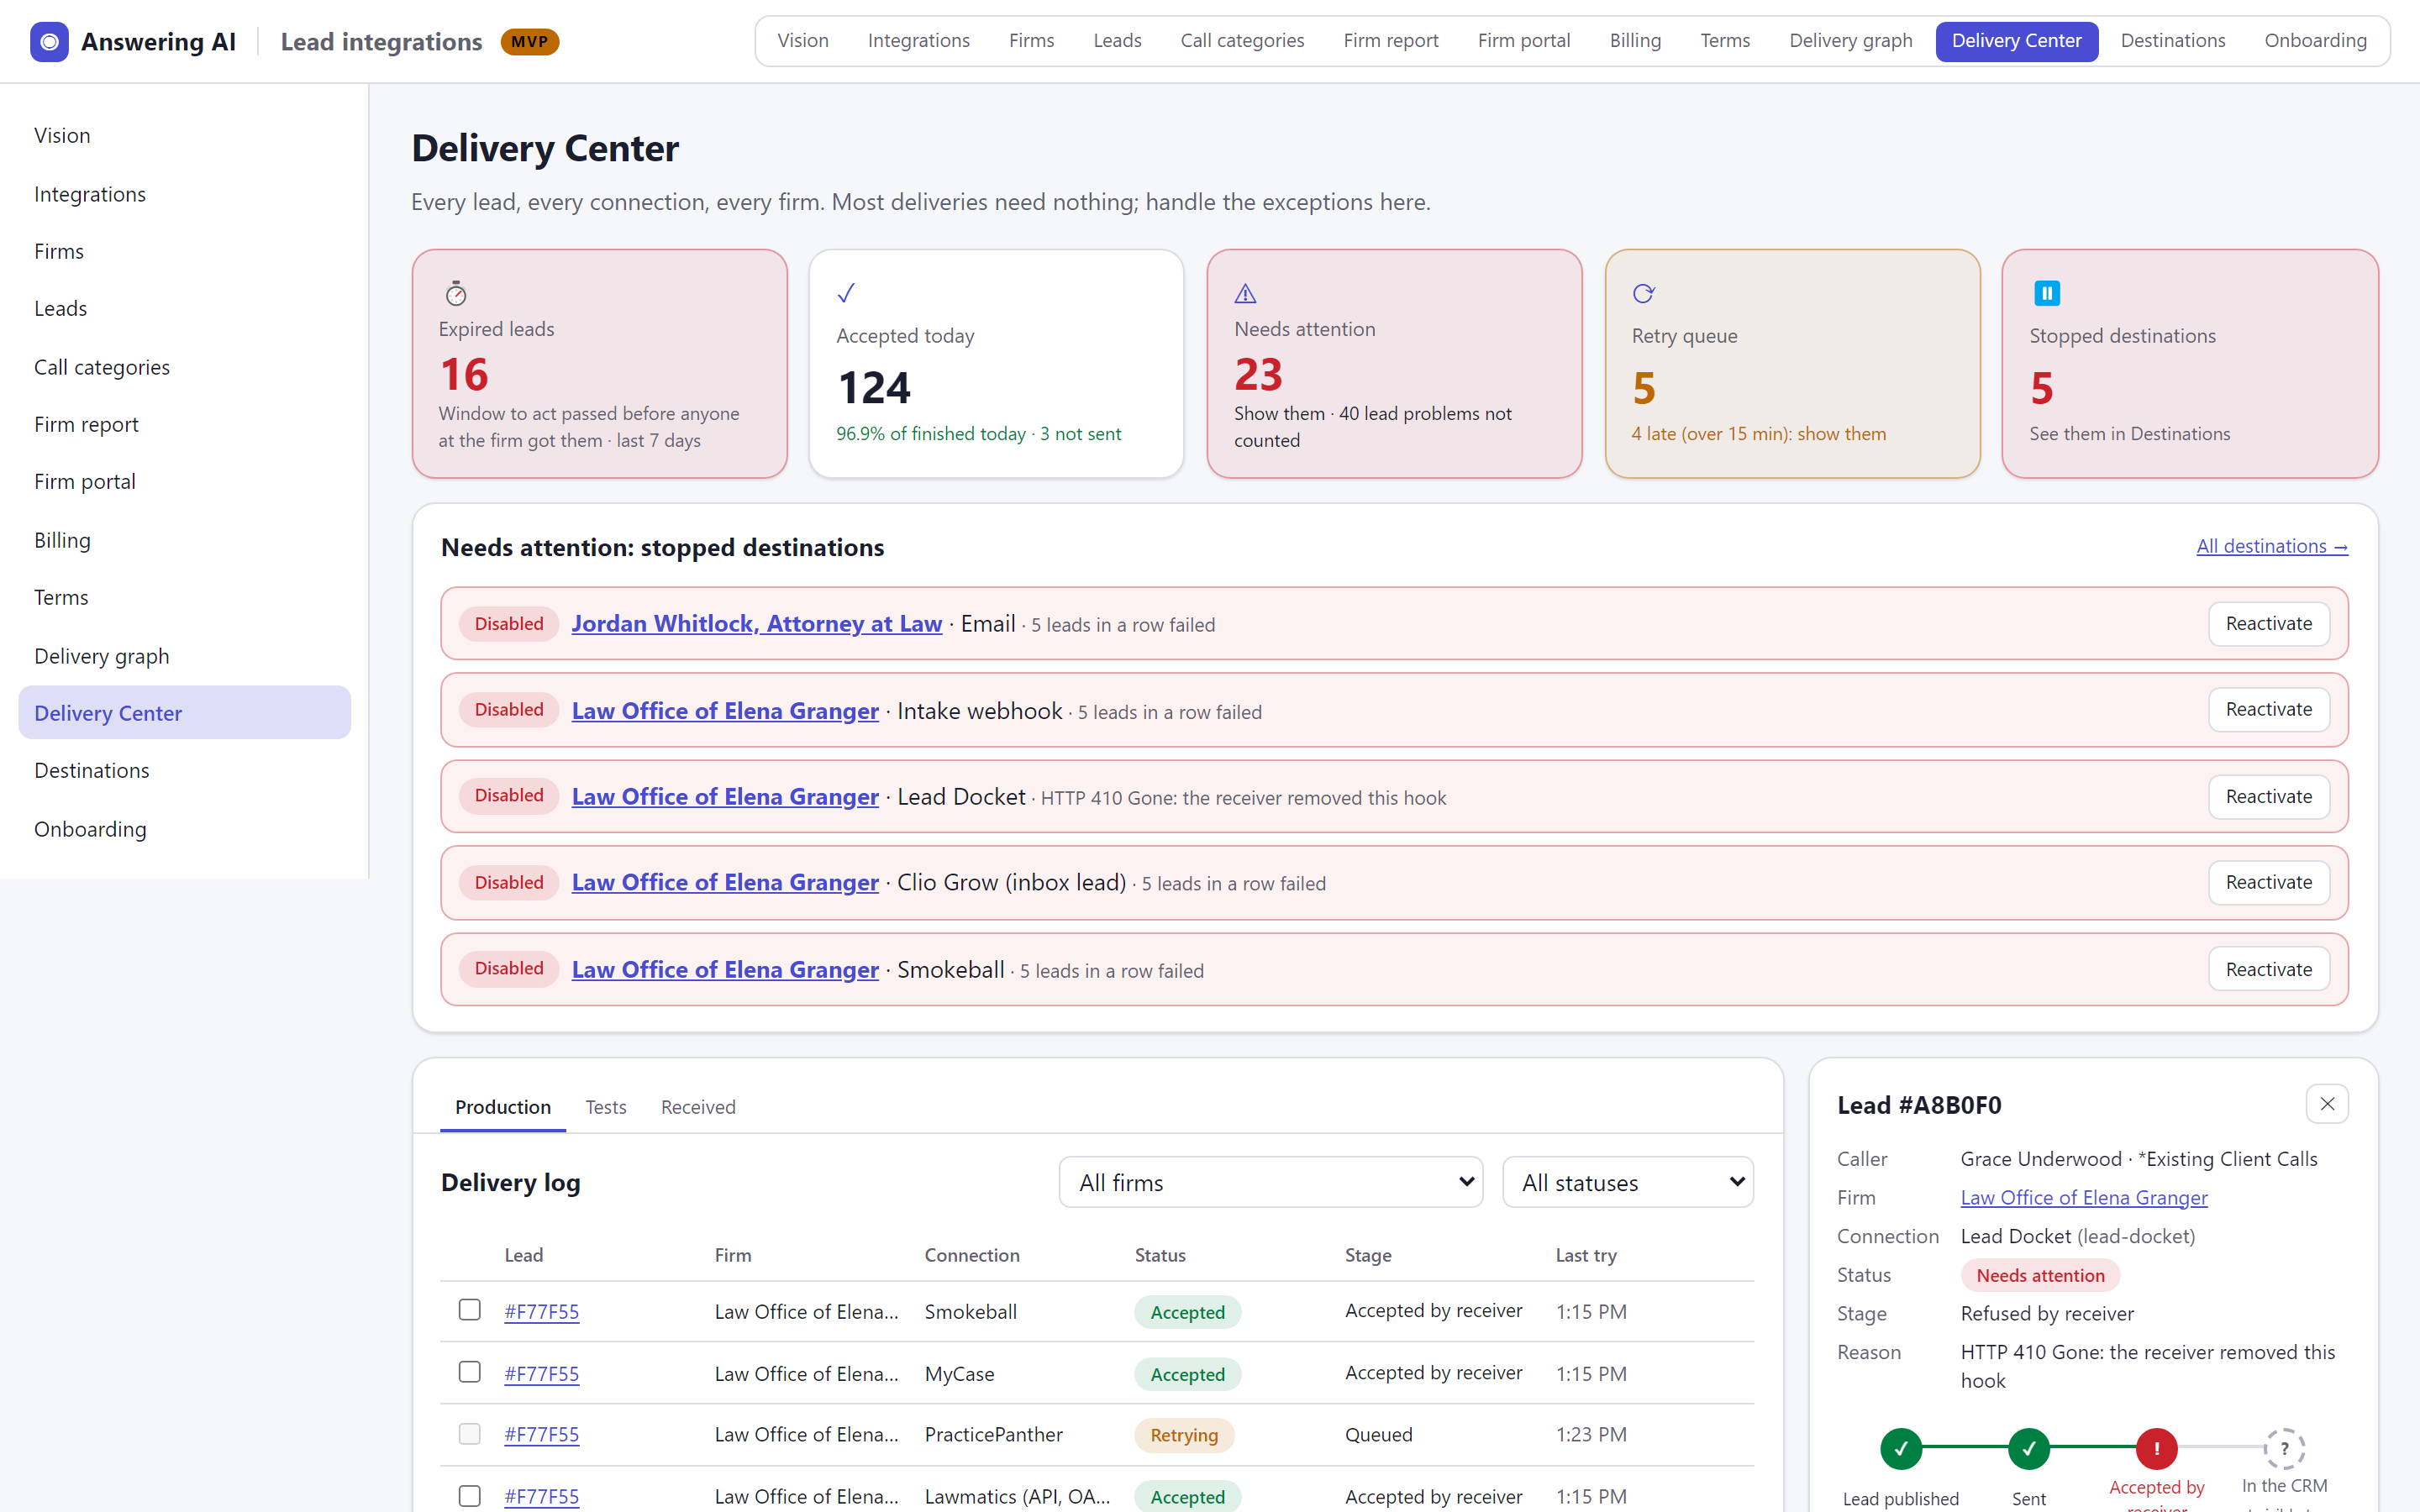 Answering AI
Lead integrations
MVP
Vision
Integrations
Firms
Leads
Call categories
Firm report
Firm portal
Billing
Terms
Delivery graph
Delivery Center
Destinations
Onboarding
Vision
Integrations
Firms
Leads
Call categories
Firm report
Firm portal
Billing
Terms
Delivery graph
Delivery Center
Destinations
Onboarding
Delivery Center
Every lead, every connection, every firm. Most deliveries need nothing; handle the exceptions here.
Expired leads
16
Window to act passed before anyone
at the firm got them · last 7 days
Accepted today
124
96.9% of finished today · 3 not sent
Needs attention
23
Show them · 40 lead problems not
counted
Retry queue
5
4 late (over 15 min): show them
Stopped destinations
5
See them in Destinations
Needs attention: stopped destinations
All destinations →
Disabled Jordan Whitlock, Attorney at Law · Email · 5 leads in a row failed Reactivate
Disabled Law Office of Elena Granger · Intake webhook · 5 leads in a row failed Reactivate
Disabled Law Office of Elena Granger · Lead Docket · HTTP 410 Gone: the receiver removed this hook Reactivate
Disabled Law Office of Elena Granger · Clio Grow (inbox lead) · 5 leads in a row failed Reactivate
Disabled Law Office of Elena Granger · Smokeball · 5 leads in a row failed Reactivate
Production Tests Received
Delivery log
All firms
All statuses
Lead Firm Connection Status Stage Last try
#F77F55 Law Office of Elena... Smokeball Accepted Accepted by receiver 1:15 PM
#F77F55 Law Office of Elena... MyCase Accepted Accepted by receiver 1:15 PM
#F77F55 Law Office of Elena... PracticePanther Retrying Queued 1:23 PM
#F77F55 Law Office of Elena... Lawmatics (API, OA... Accepted Accepted by receiver 1:15 PM
Lead #A8B0F0
Caller Grace Underwood · *Existing Client Calls
Firm Law Office of Elena Granger
Connection Lead Docket (lead-docket)
Status Needs attention
Stage Refused by receiver
Reason HTTP 410 Gone: the receiver removed this
hook
Lead published
Sent
Accepted by
In the CRM